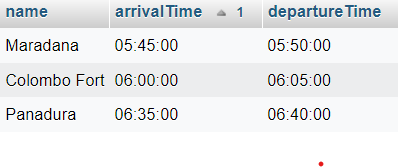 name arrivalTime 1 departureTime
Maradana 05:45:00 05:50:00
Colombo Fort 06:00:00 06:05:00
Panadura 06:35:00 06:40:00